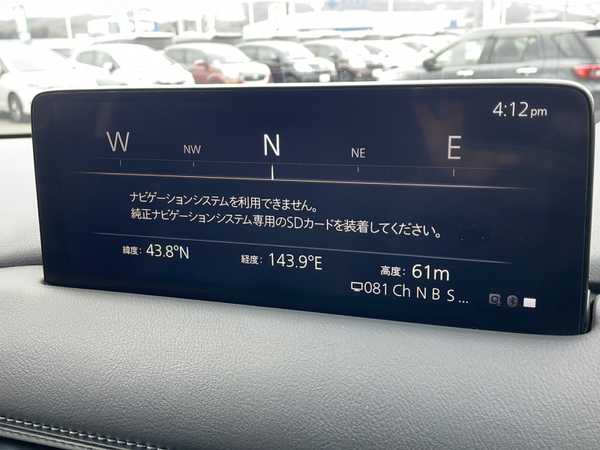 4:12 pm
W NW N NE E
ナビゲーションシステムを利用できません。
純正ナビゲーションシステム専用のSDカードを装着してください。
緯度: 43.8°N 経度: 143.9°E 高度: 61m
081 Ch N B S ...